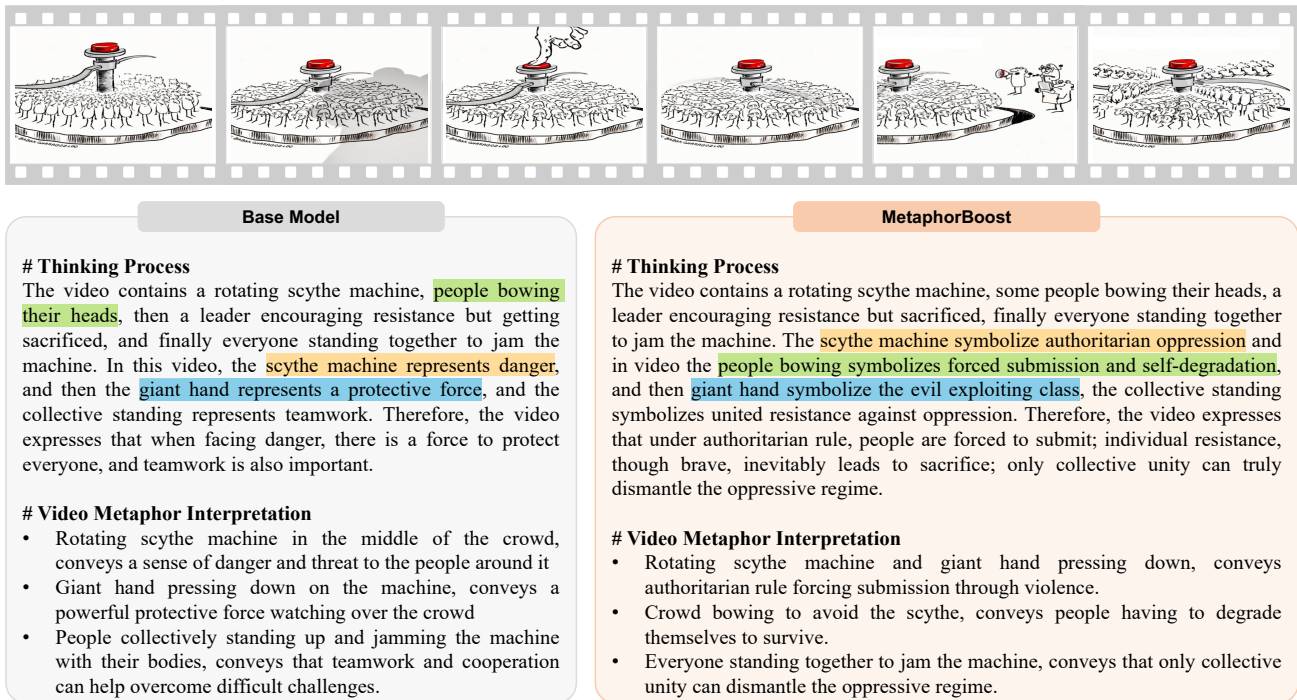 Base Model
# Thinking Process
The video contains a rotating scythe machine, people bowing
their heads, then a leader encouraging resistance but getting
sacrificed, and finally everyone standing together to jam the
machine. In this video, the scythe machine represents danger,
and then the giant hand represents a protective force, and the
collective standing represents teamwork. Therefore, the video
expresses that when facing danger, there is a force to protect
everyone, and teamwork is also important.
# Video Metaphor Interpretation
• Rotating scythe machine in the middle of the crowd,
conveys a sense of danger and threat to the people around it
• Giant hand pressing down on the machine, conveys a
powerful protective force watching over the crowd
• People collectively standing up and jamming the machine
with their bodies, conveys that teamwork and cooperation
can help overcome difficult challenges.
MetaphorBoost
# Thinking Process
The video contains a rotating scythe machine, some people bowing their heads, a
leader encouraging resistance but sacrificed, finally everyone standing together
to jam the machine. The scythe machine symbolize authoritarian oppression and
in video the people bowing symbolizes forced submission and self-degradation,
and then giant hand symbolize the evil exploiting class, the collective standing
symbolizes united resistance against oppression. Therefore, the video expresses
that under authoritarian rule, people are forced to submit; individual resistance,
though brave, inevitably leads to sacrifice; only collective unity can truly
dismantle the oppressive regime.
# Video Metaphor Interpretation
• Rotating scythe machine and giant hand pressing down, conveys
authoritarian rule forcing submission through violence.
• Crowd bowing to avoid the scythe, conveys people having to degrade
themselves to survive.
• Everyone standing together to jam the machine, conveys that only collective
unity can dismantle the oppressive regime.